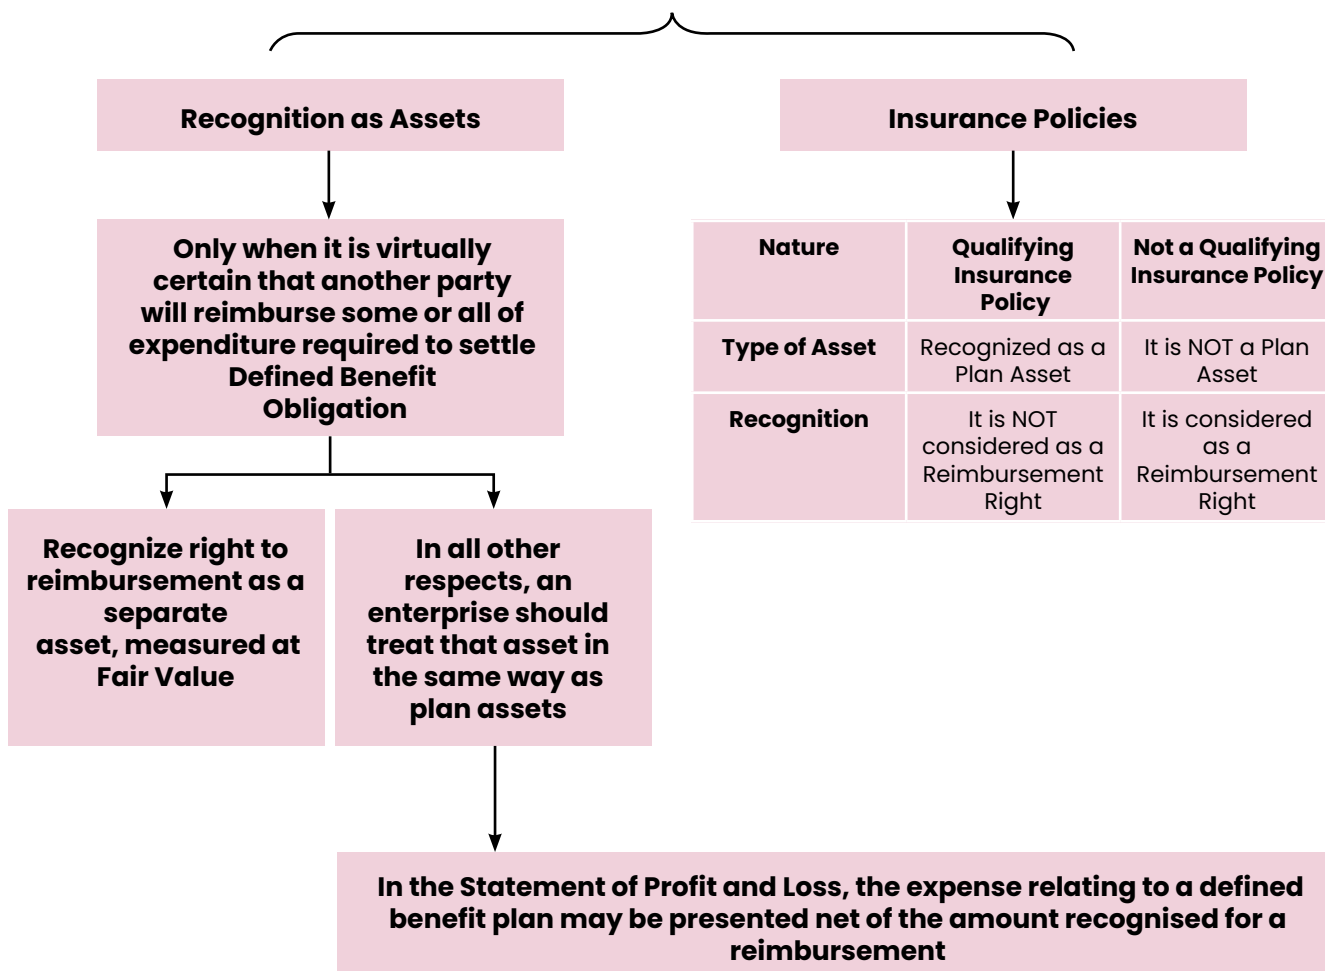 Recognition as Assets
Only when it is virtually
certain that another party
will reimburse some or all of
expenditure required to settle
Defined Benefit
Obligation
Recognize right to
reimbursement as a
separate
asset, measured at
Fair Value
In all other
respects, an
enterprise should
treat that asset in
the same way as
plan assets
In the Statement of Profit and Loss, the expense relating to a defined
benefit plan may be presented net of the amount recognised for a
reimbursement
Insurance Policies
Nature
Qualifying
Insurance
Policy
Not a Qualifying
Insurance Policy
Type of Asset
Recognized as a
Plan Asset
It is NOT a Plan
Asset
Recognition
It is NOT
considered as a
Reimbursement
Right
It is considered
as a
Reimbursement
Right